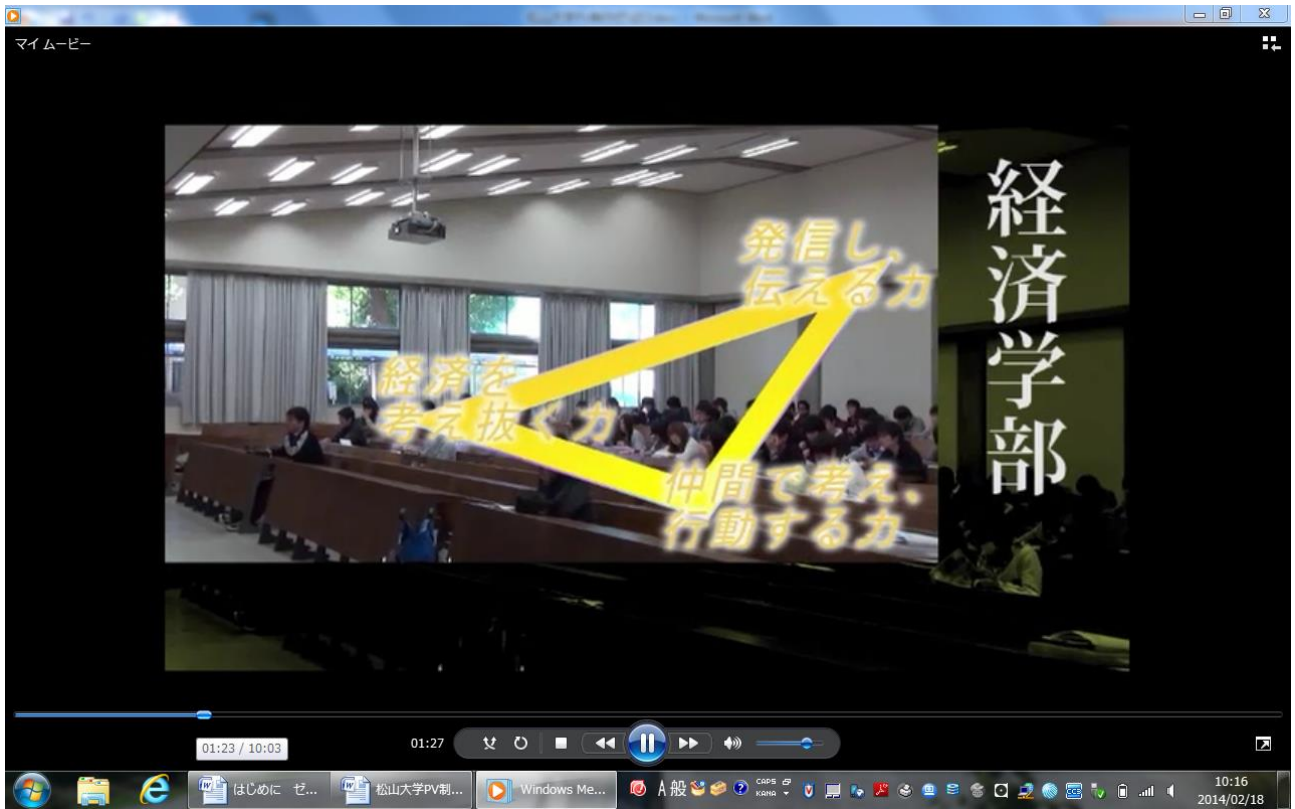 マイ ムービー
発信し、
伝える力
経済を
考え抜く力
仲間で考え、
行動する力
経済学部
01:23 / 10:03
01:27
はじめに ゼ...
松山大学PV制...
Windows Me...
A 般
CAPS
KANA
10:16
2014/02/18